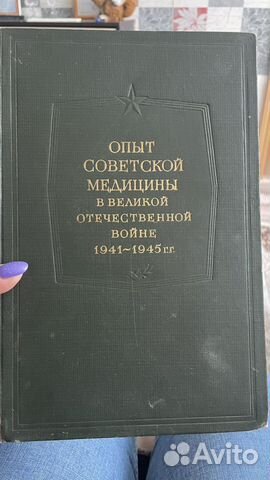 ОПЫТ
СОВЕТСКОЙ
МЕДИЦИНЫ
В ВЕЛИКОЙ
ОТЕЧЕСТВЕННОЙ
ВОЙНЕ
1941~1945 гг.
Avito